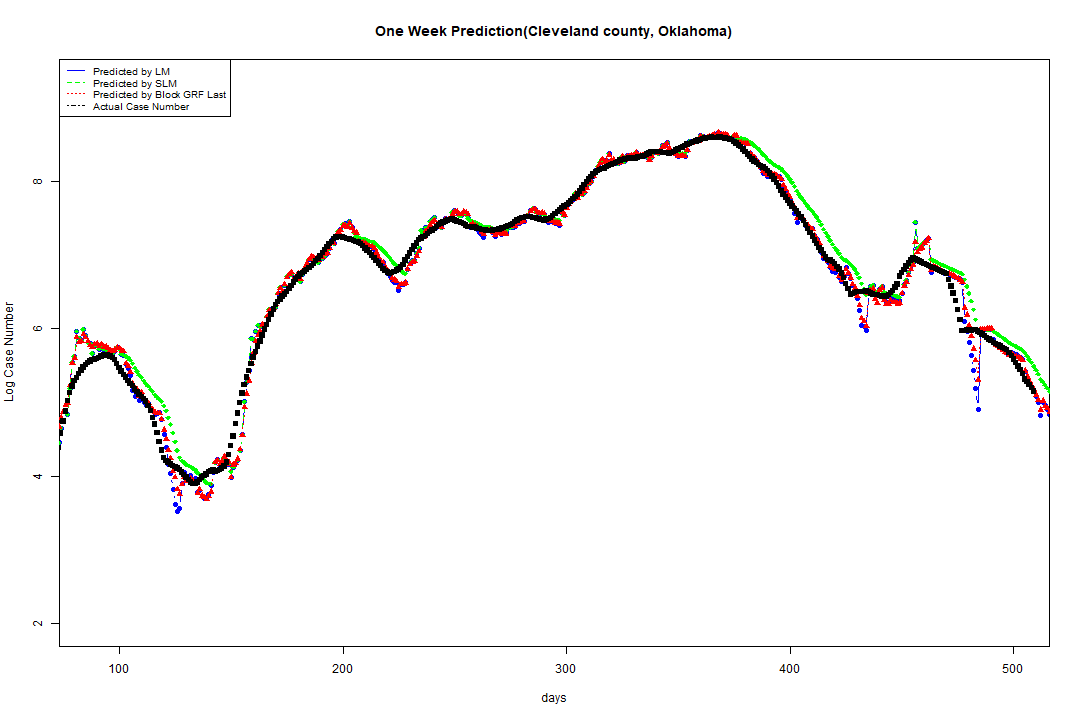 One Week Prediction(Cleveland county, Oklahoma)
Predicted by LM
Predicted by SLM
Predicted by Block GRF Last
Actual Case Number
8
6
4
2
Log Case Number
100 200 300 400 500
days